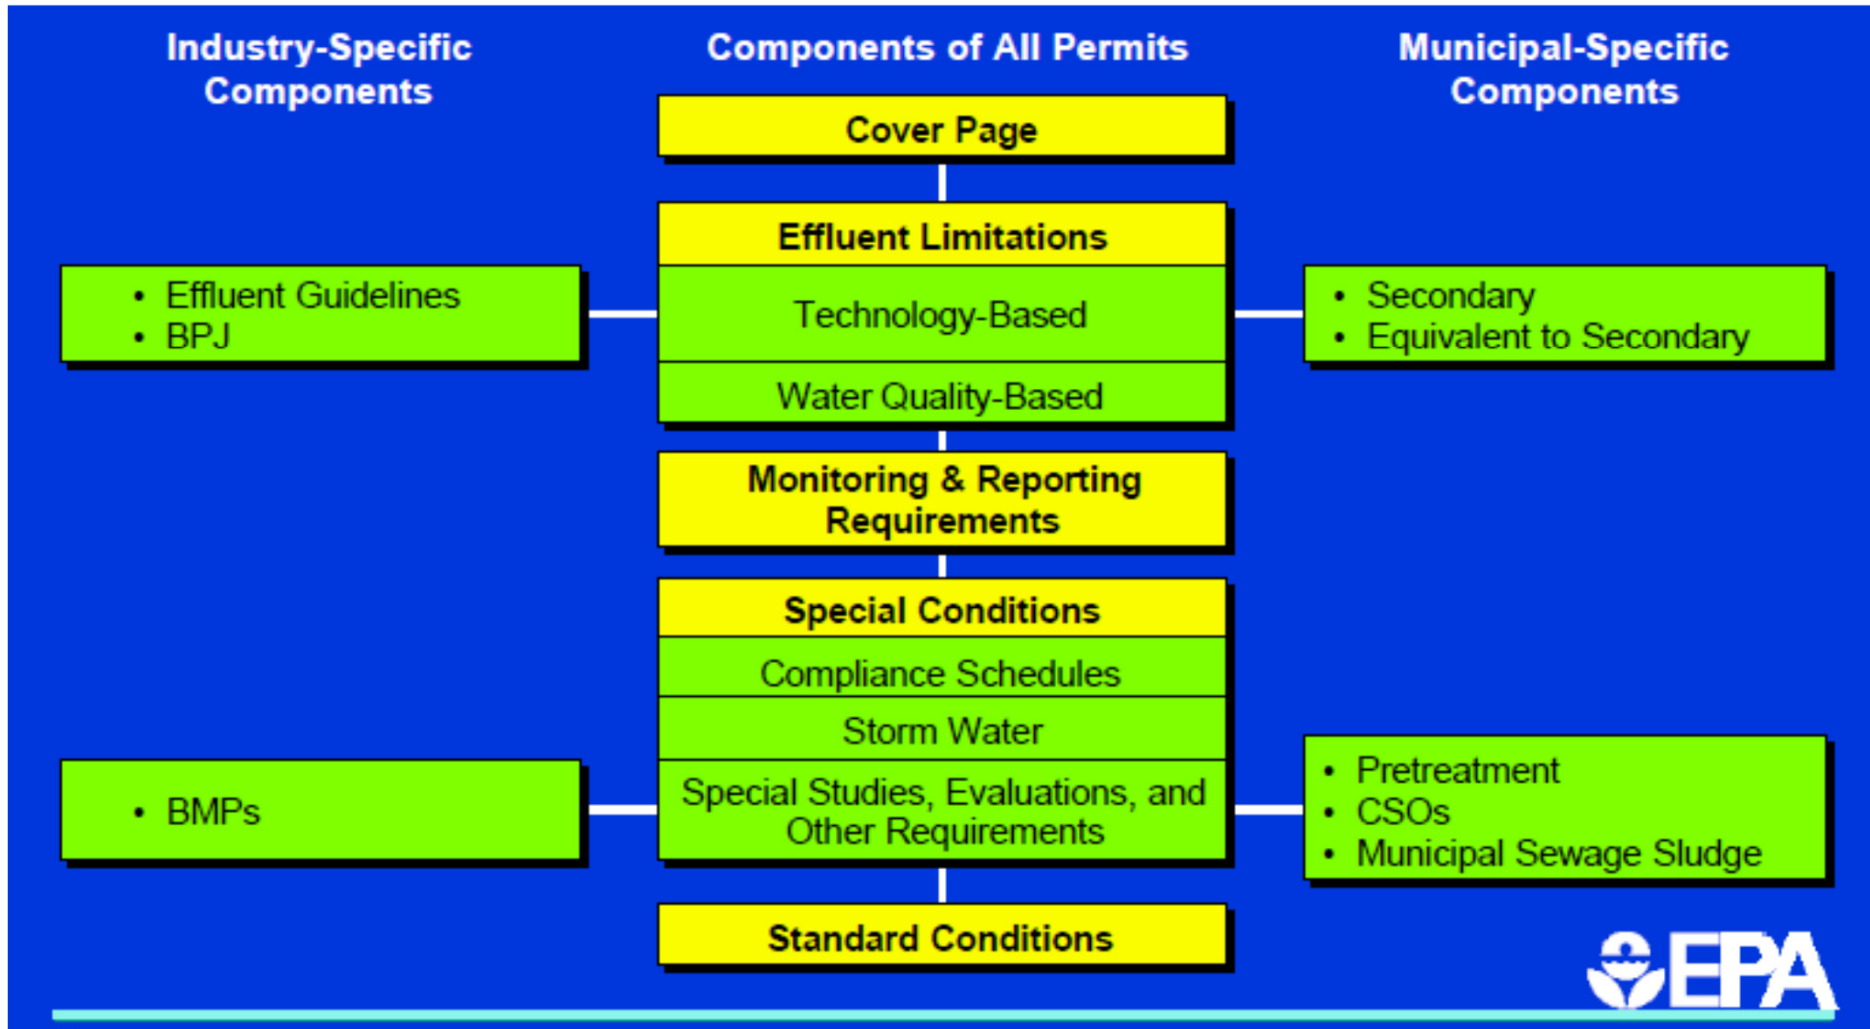 Industry-Specific
Components
Components of All Permits
Municipal-Specific
Components
Cover Page
Effluent Limitations
• Effluent Guidelines
• BPJ
Technology-Based
• Secondary
• Equivalent to Secondary
Water Quality-Based
Monitoring & Reporting
Requirements
Special Conditions
Compliance Schedules
Storm Water
• BMPs
Special Studies, Evaluations, and
Other Requirements
• Pretreatment
• CSOs
• Municipal Sewage Sludge
Standard Conditions
EPA